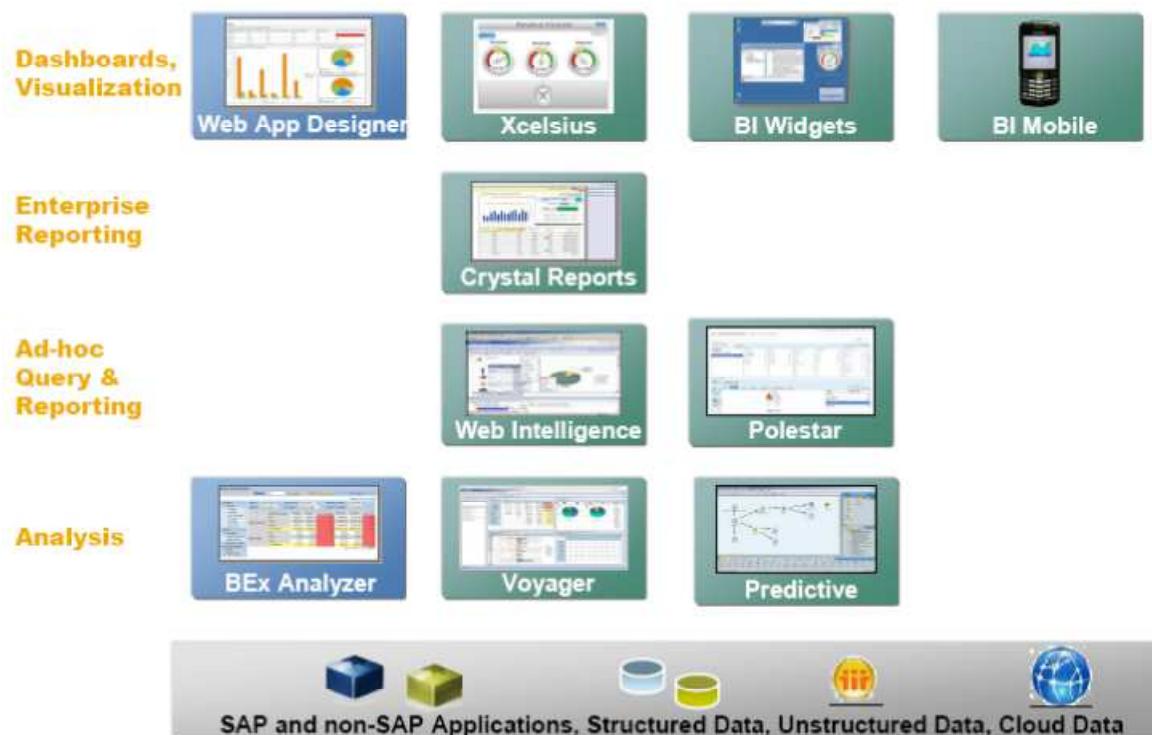 Dashboards,
Visualization
Web App Designer
Xcelsius
BI Widgets
BI Mobile
Enterprise
Reporting
Crystal Reports
Ad-hoc
Query &
Reporting
Web Intelligence
Polestar
Analysis
BEx Analyzer
Voyager
Predictive
SAP and non-SAP Applications, Structured Data, Unstructured Data, Cloud Data